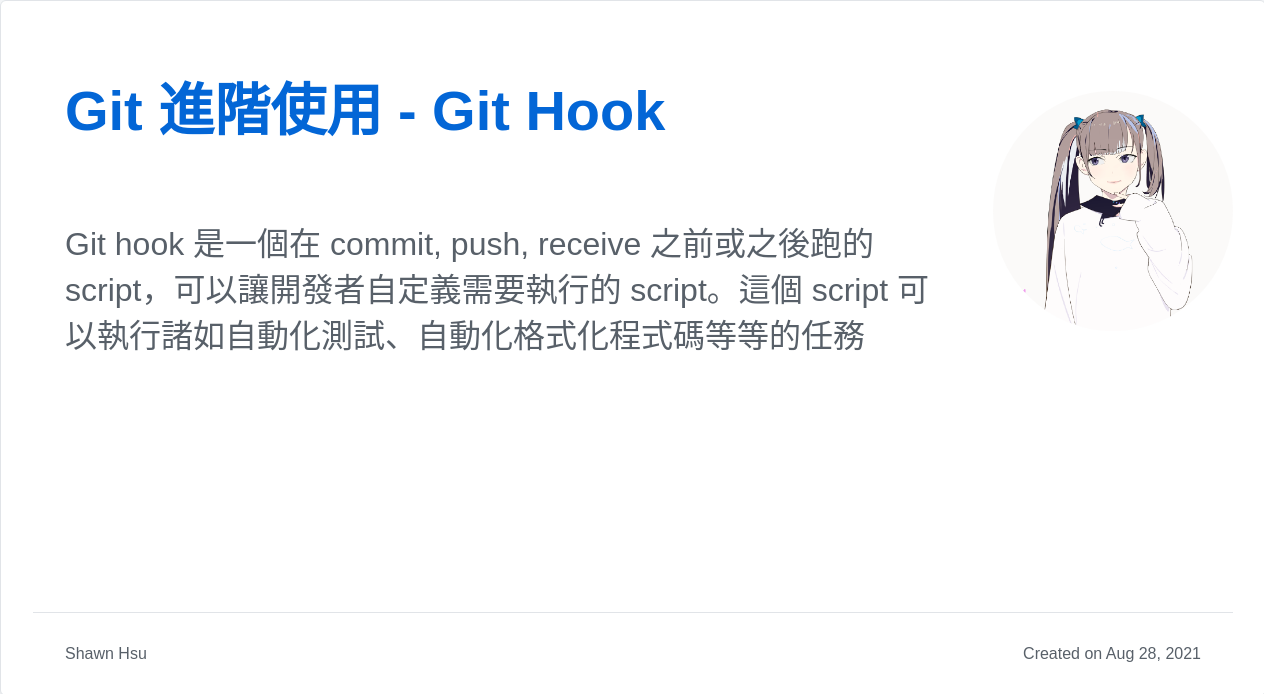 Git 進階使用 - Git Hook
Git hook 是一個在 commit, push, receive 之前或之後跑的
script，可以讓開發者自定義需要執行的 script。這個 script 可
以執行諸如自動化測試、自動化格式化程式碼等等的任務
Shawn Hsu
Created on Aug 28, 2021